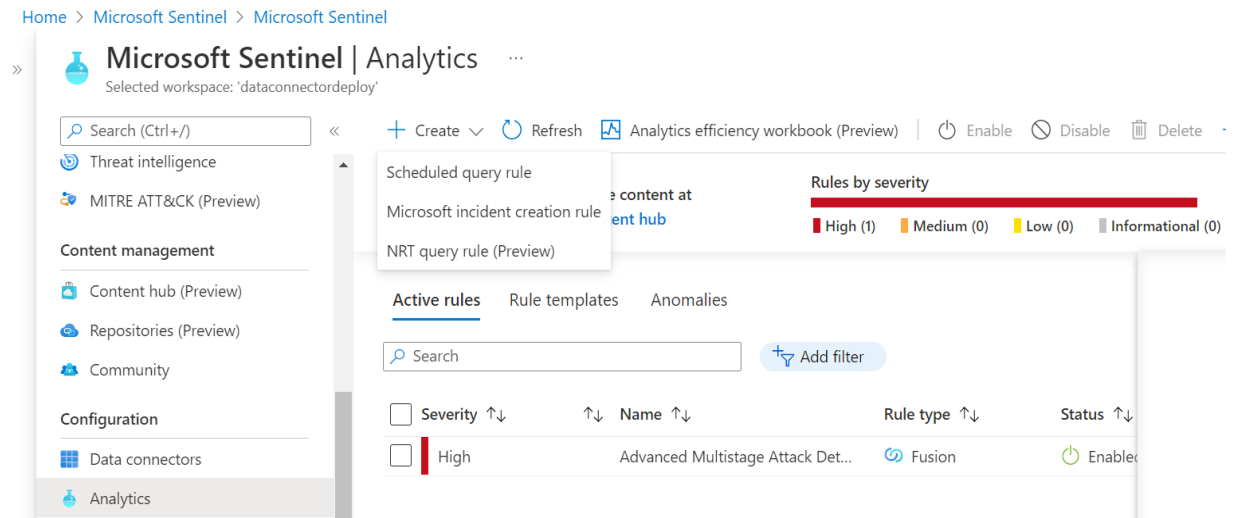 Home > Microsoft Sentinel > Microsoft Sentinel
Microsoft Sentinel | Analytics ...
Selected workspace: 'dataconnectordeploy'
Search (Ctrl+/)
Threat intelligence
MITRE ATT&CK (Preview)
Content management
Content hub (Preview)
Repositories (Preview)
Community
Configuration
Data connectors
Analytics
Create Refresh Analytics efficiency workbook (Preview) Enable Disable Delete
Scheduled query rule
Microsoft incident creation rule
NRT query rule (Preview)
content at
hub
Rules by severity
High (1) Medium (0) Low (0) Informational (0)
Active rules Rule templates Anomalies
Search Add filter
Severity ↑↓ ↑↓ Name ↑↓ Rule type ↑↓ Status ↑↓
High Advanced Multistage Attack Det... Fusion Enabled